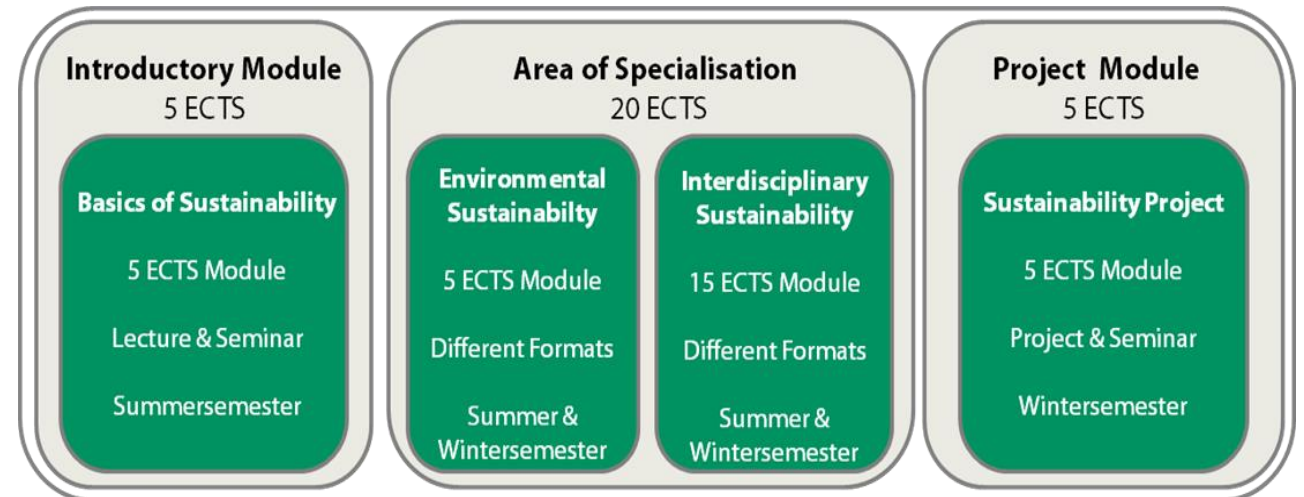 Introductory Module
5 ECTS
Basics of Sustainability
5 ECTS Module
Lecture & Seminar
Summersemester
Area of Specialisation
20 ECTS
Environmental
Sustainabilty
5 ECTS Module
Different Formats
Summer &
Wintersemester
Interdisciplinary
Sustainability
15 ECTS Module
Different Formats
Summer &
Wintersemester
Project Module
5 ECTS
Sustainability Project
5 ECTS Module
Project & Seminar
Wintersemester